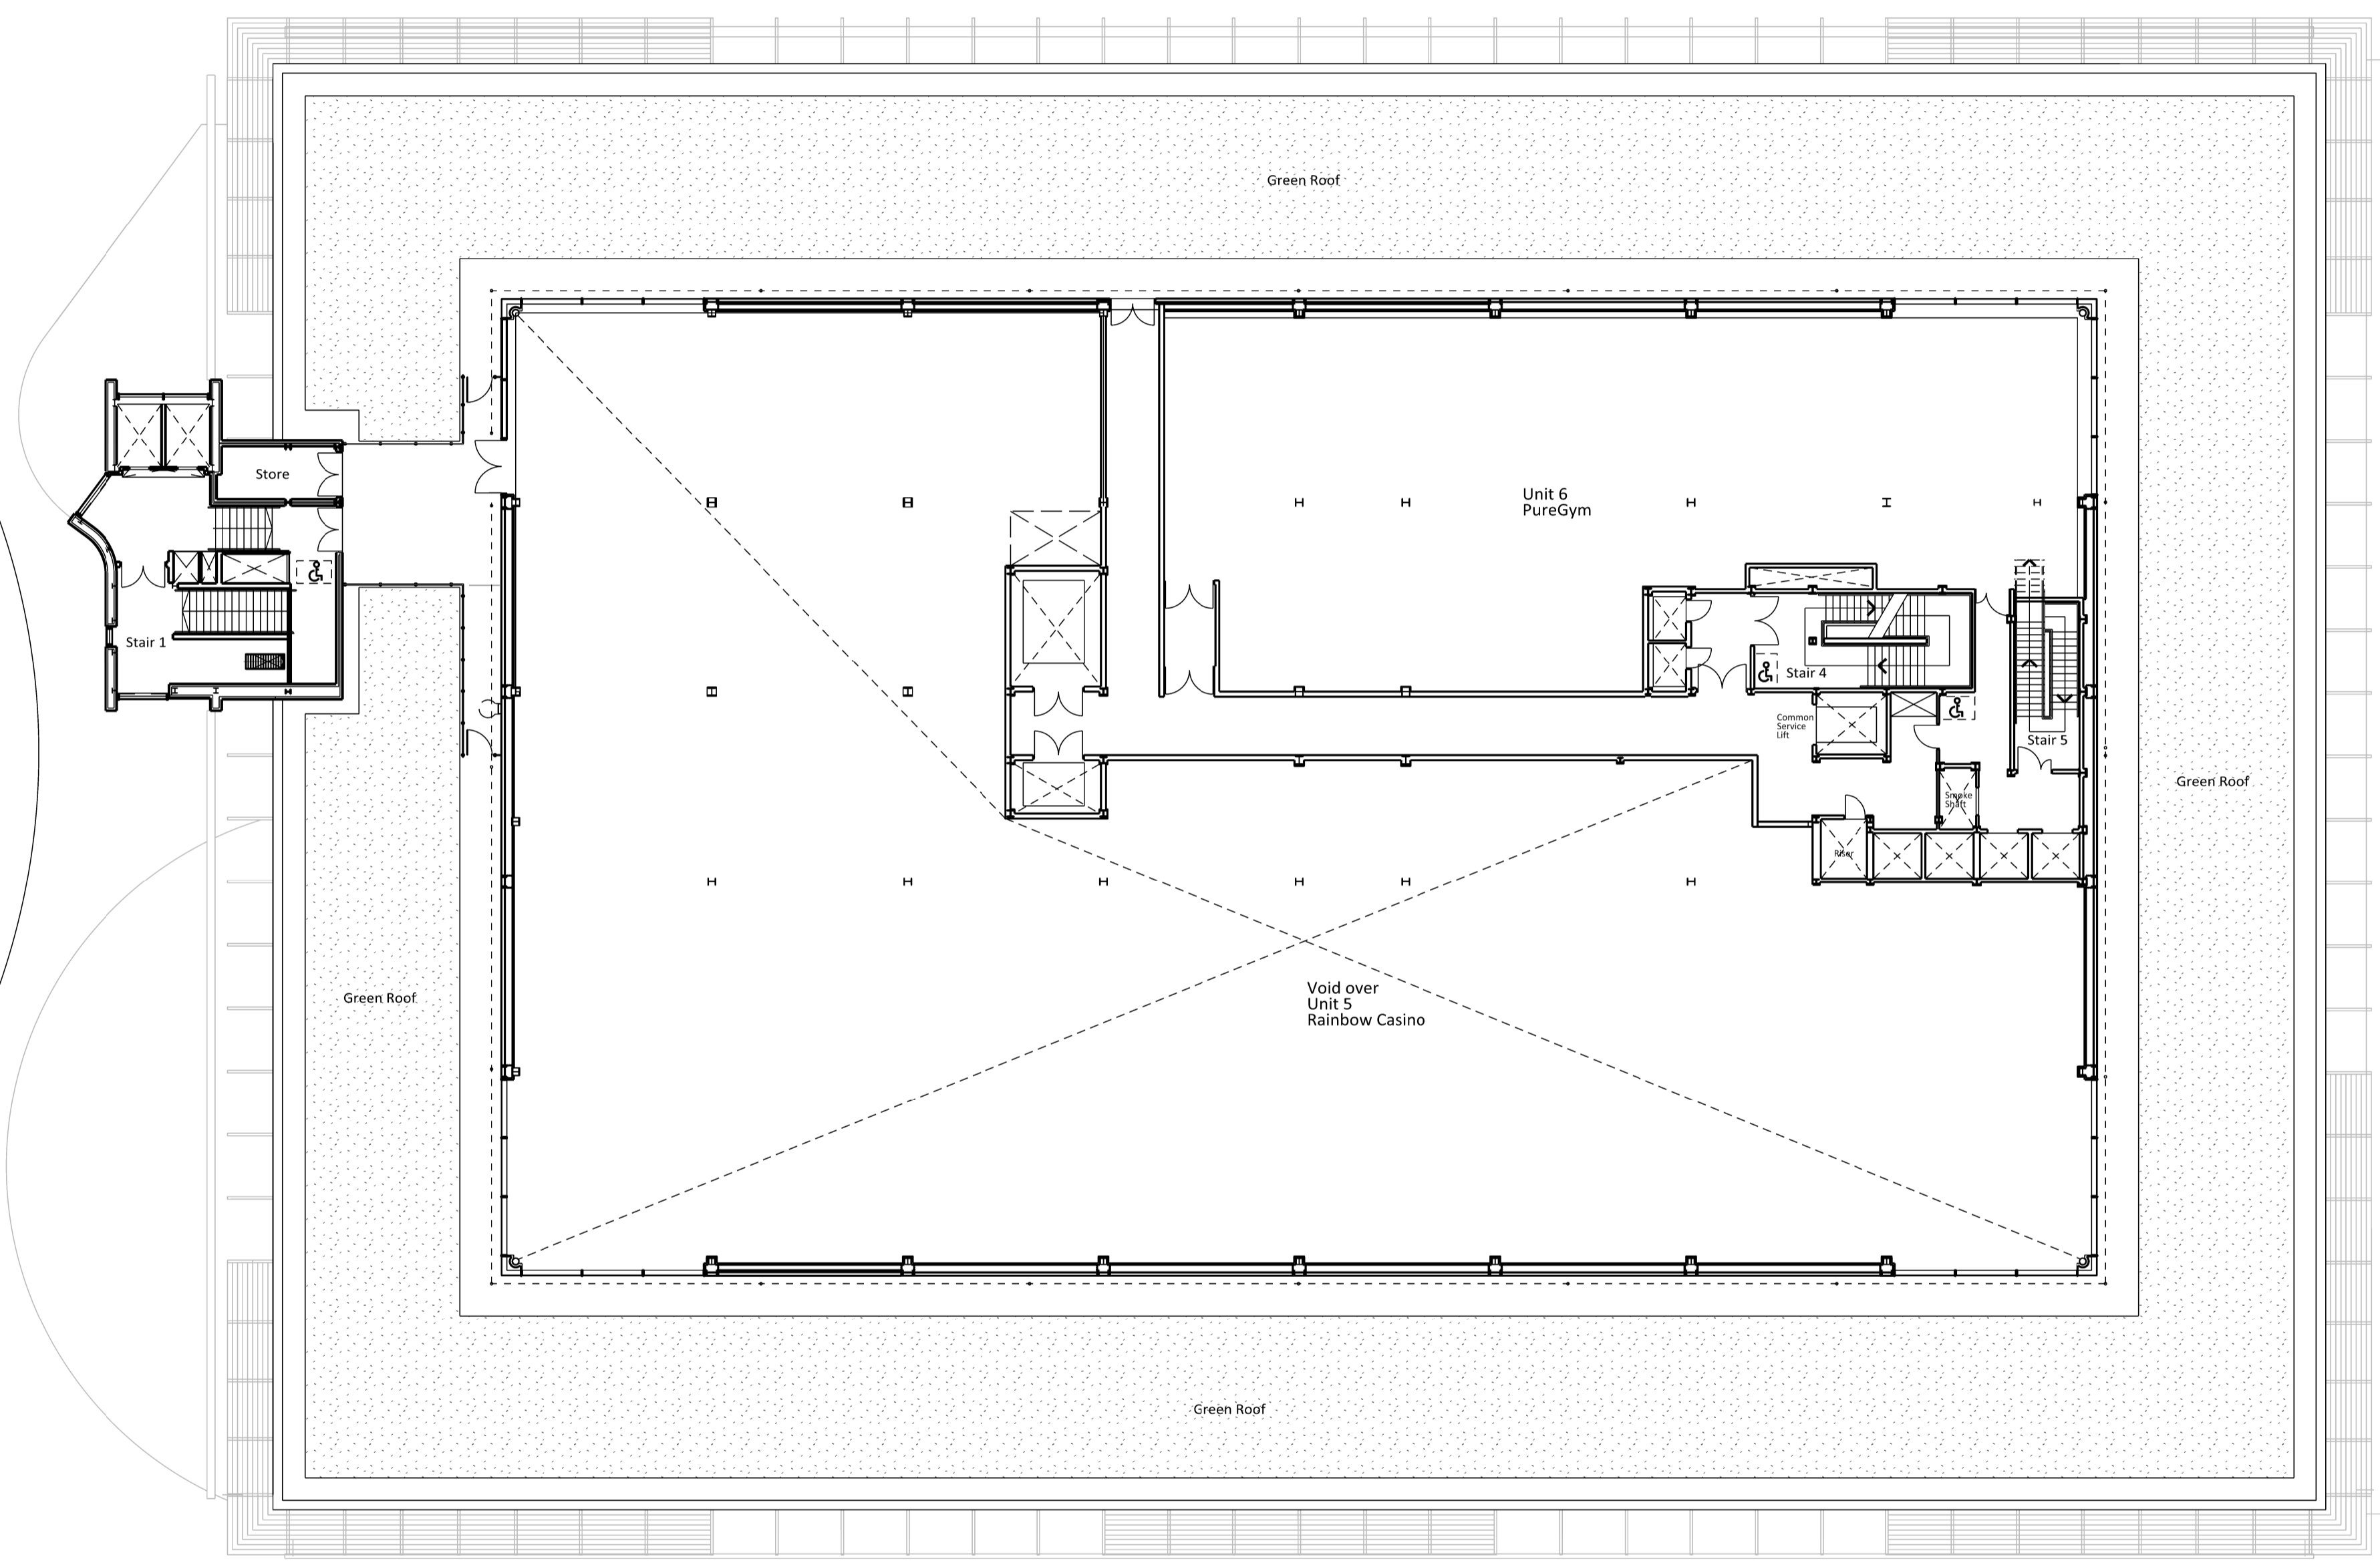 Green Roof
Store
Unit 6
PureGym
Stair 1
Stair 4
Common
Service
Lift
Stair 5
Green Roof
Smoke
Shaft
Riser
Green Roof
Void over
Unit 5
Rainbow Casino
Green Roof